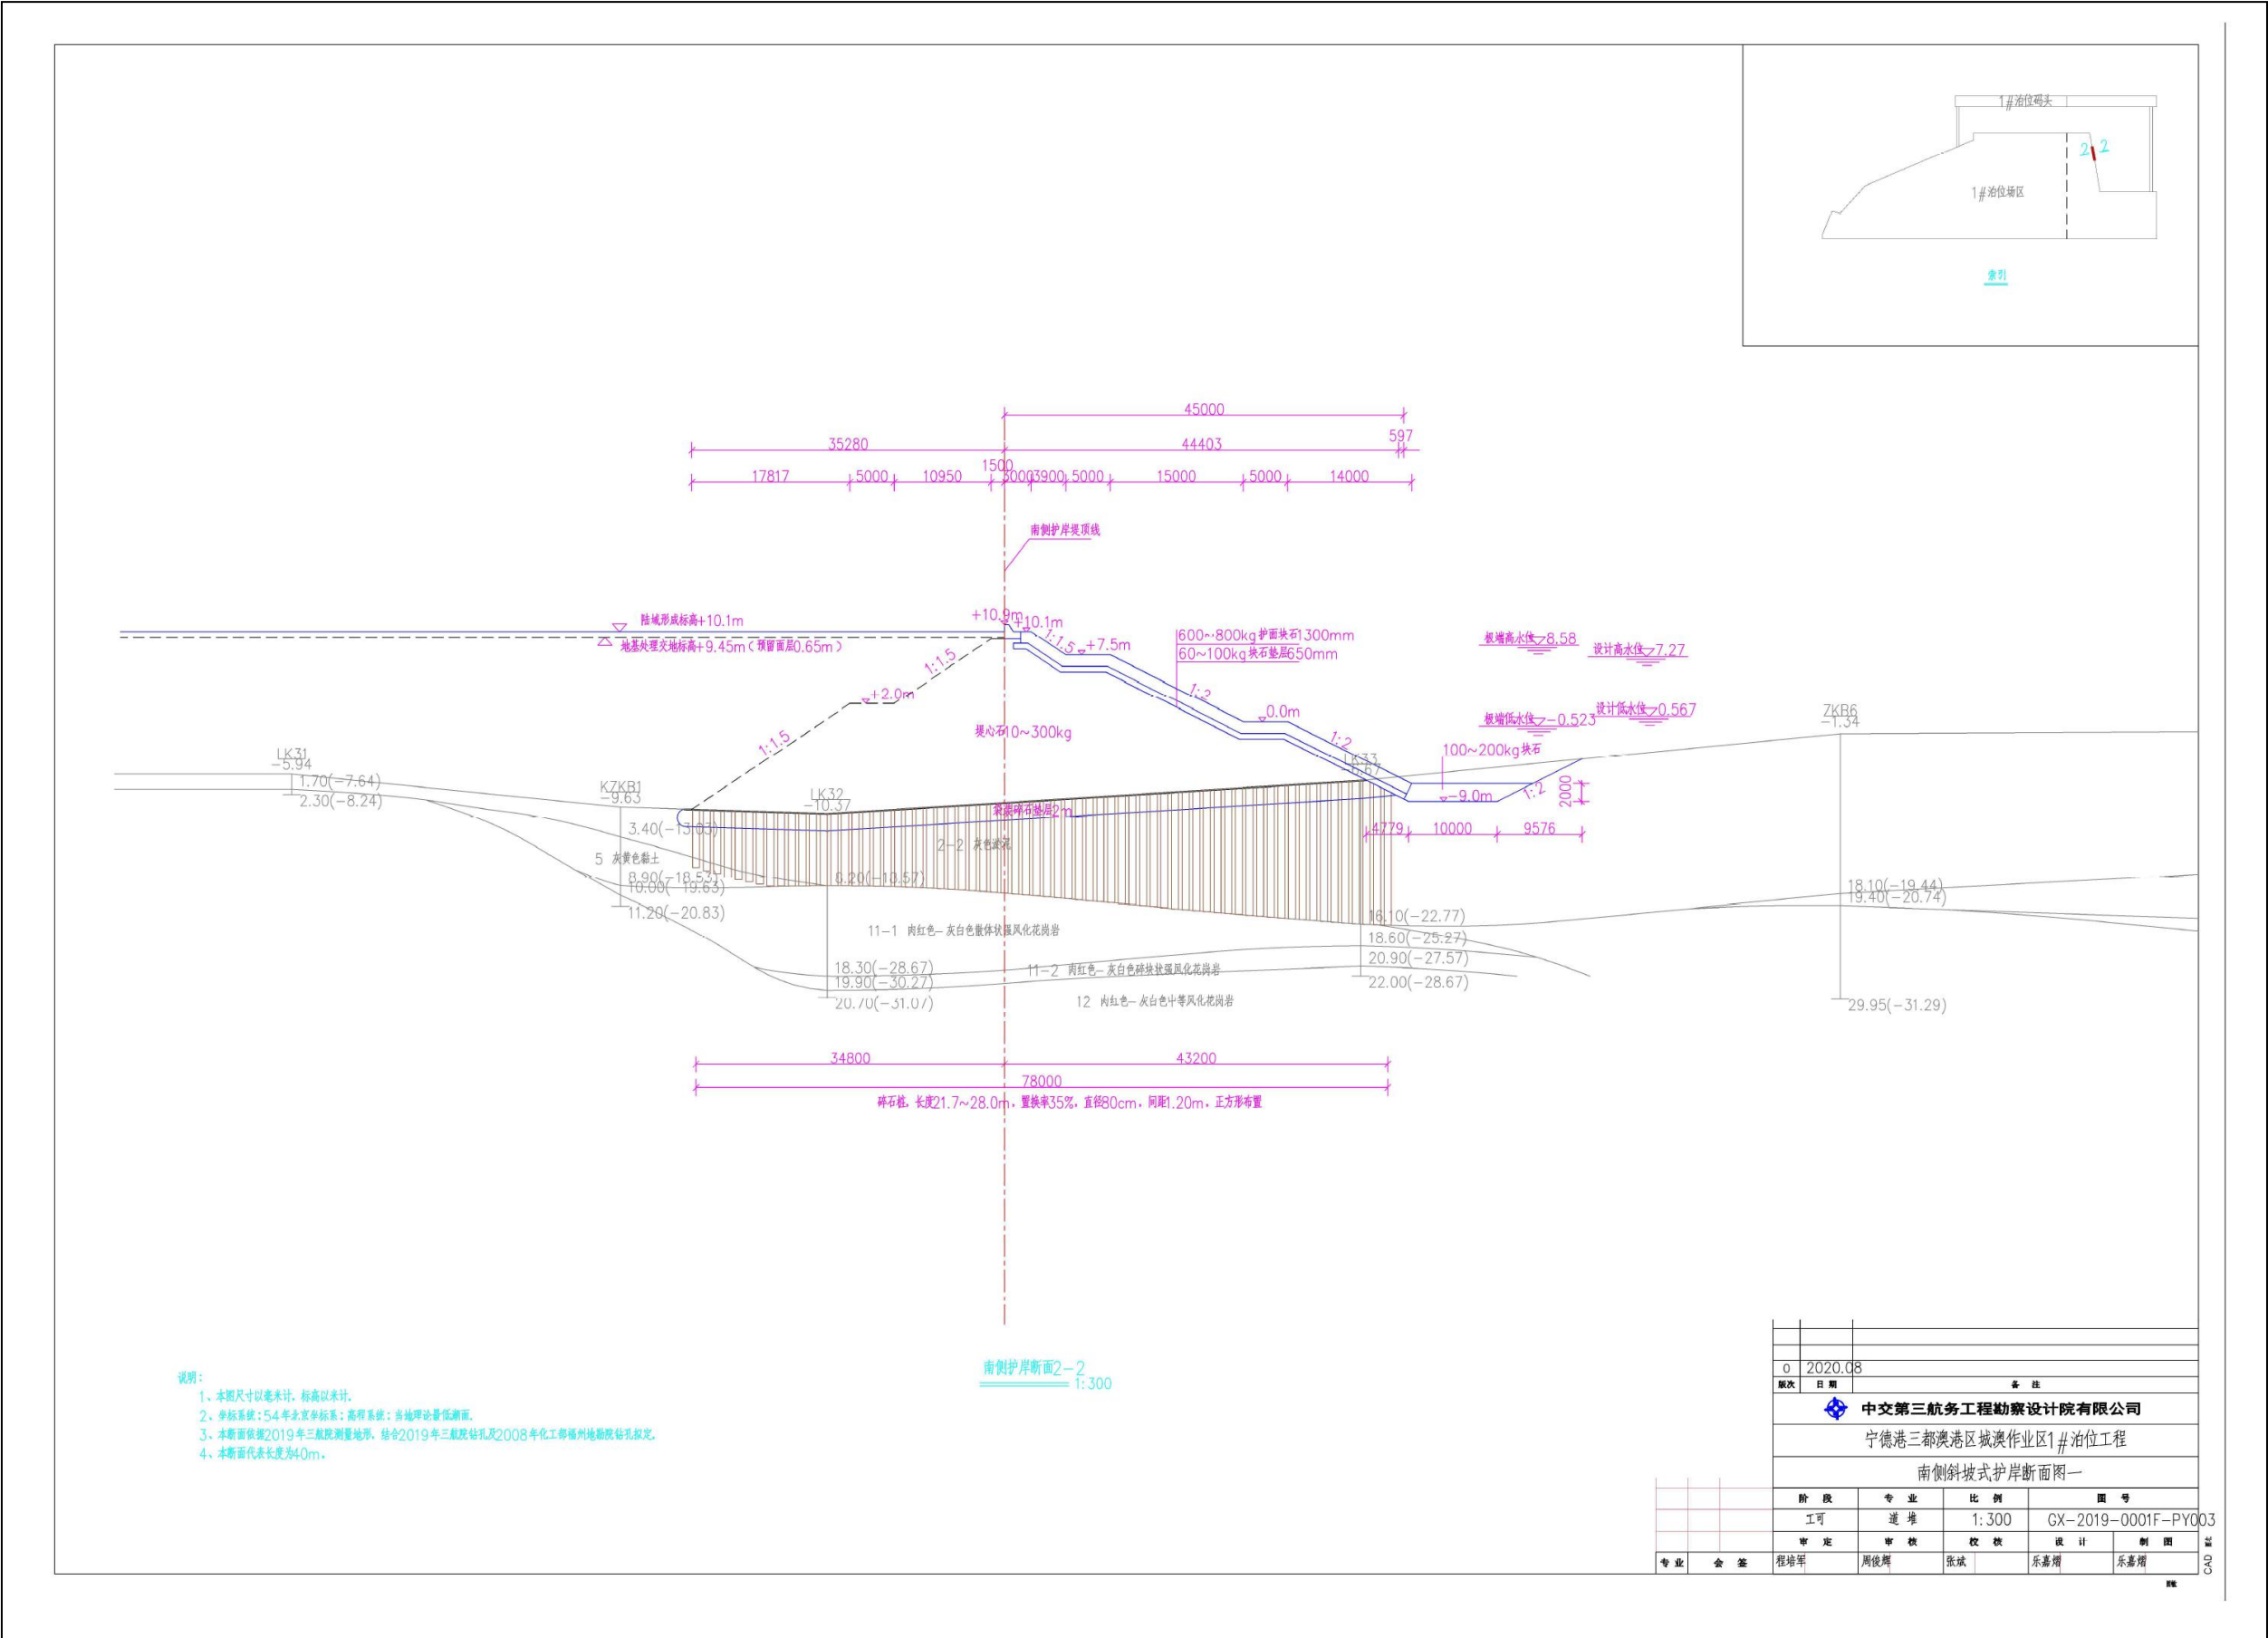 1#泊位码头
2 2
1#泊位场区
索引
45000
35280
44403
597
1500
17817
5000
10950
3000
3900
5000
15000
5000
14000
南侧护岸堤顶线
+10.9m
+10.1m
陆域形成标高+10.1m
地基处理交地标高+9.45m（预留面层0.65m）
1:1.5
+7.5m
600~800kg护面块石1300mm
60~100kg块石垫层650mm
极端高水位 8.58
设计高水位 7.27
1:1.5
+2.0m
1:2
0.0m
极端低水位 -0.523
设计低水位 0.567
ZKB6
-1.34
堤心石10~300kg
1:1.5
1:2
100~200kg块石
LK31
-5.94
1.70(-7.64)
2.30(-8.24)
KZKB1
-9.63
LK32
-10.37
LK33
-9.0m
1:2
2000
碎石垫层2m
3.40(-13.03)
4779
10000
9576
2-2 灰色淤泥
5 灰黄色黏土
8.90(-18.53)
10.00(-19.63)
11.20(-20.83)
18.10(-19.44)
19.40(-20.74)
16.10(-22.77)
11-1 肉红色-灰白色散体状强风化花岗岩
18.60(-25.27)
18.30(-28.67)
11-2 肉红色-灰白色碎块状强风化花岗岩
20.90(-27.57)
19.90(-30.27)
22.00(-28.67)
20.70(-31.07)
12 肉红色-灰白色中等风化花岗岩
29.95(-31.29)
34800
43200
78000
碎石桩，长度21.7~28.0m，置换率35%，直径80cm，间距1.20m，正方形布置
南侧护岸断面2-2
1:300
说明：
1、本图尺寸以毫米计，标高以米计。
2、坐标系统：54年北京坐标系；高程系统：当地理论最低潮面。
3、本断面依据2019年三航院测量地形，结合2019年三航院钻孔及2008年化工部福州地勘院钻孔拟定。
4、本断面代表长度为40m。
0 2020.08
版次 日期 备注
中交第三航务工程勘察设计院有限公司
宁德港三都澳港区城澳作业区1#泊位工程
南侧斜坡式护岸断面图一
阶段 专业 比例 图号
工可 道堆 1:300 GX-2019-0001F-PY003
审定 审核 校核 设计 制图
专业 会签 程培军 周俊辉 张斌 乐嘉熠 乐嘉熠
CAD